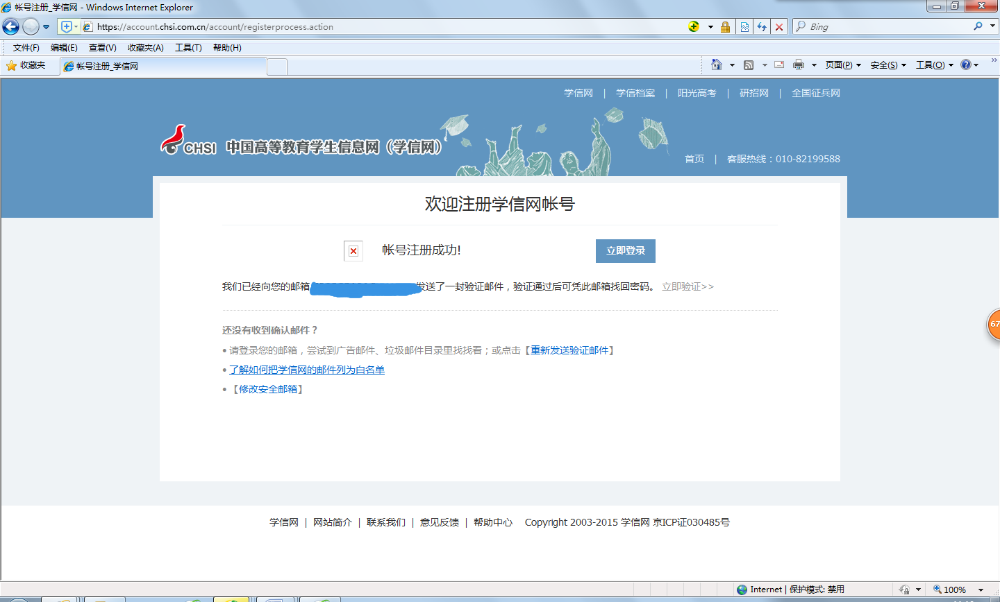 帐号注册_学信网 - Windows Internet Explorer
https://account.chsi.com.cn/account/registerprocess.action
Bing
文件(F) 编辑(E) 查看(V) 收藏夹(A) 工具(T) 帮助(H)
收藏夹 帐号注册_学信网 页面(P) 安全(S) 工具(O)
学信网 | 学信档案 | 阳光高考 | 研招网 | 全国征兵网
CHSI 中国高等教育学生信息网（学信网）
首页 | 客服热线：010-82199588
欢迎注册学信网帐号
帐号注册成功! 立即登录
我们已经向您的邮箱 发送了一封验证邮件，验证通过后可凭此邮箱找回密码。 立即验证>>
67
还没有收到确认邮件？
• 请登录您的邮箱，尝试到广告邮件、垃圾邮件目录里找找看；或点击【重新发送验证邮件】
• 了解如何把学信网的邮件列为白名单
• 【修改安全邮箱】
学信网 | 网站简介 | 联系我们 | 意见反馈 | 帮助中心 Copyright 2003-2015 学信网 京ICP证030485号
Internet | 保护模式: 禁用 100%